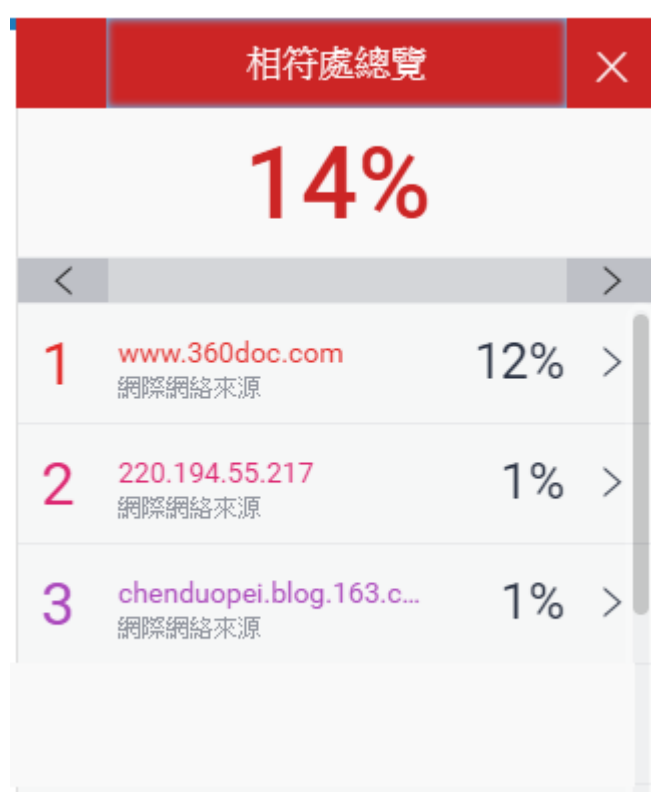 相符處總覽
14%
1 www.360doc.com 12%
網際網絡來源
2 220.194.55.217 1%
網際網絡來源
3 chenduopei.blog.163.c... 1%
網際網絡來源